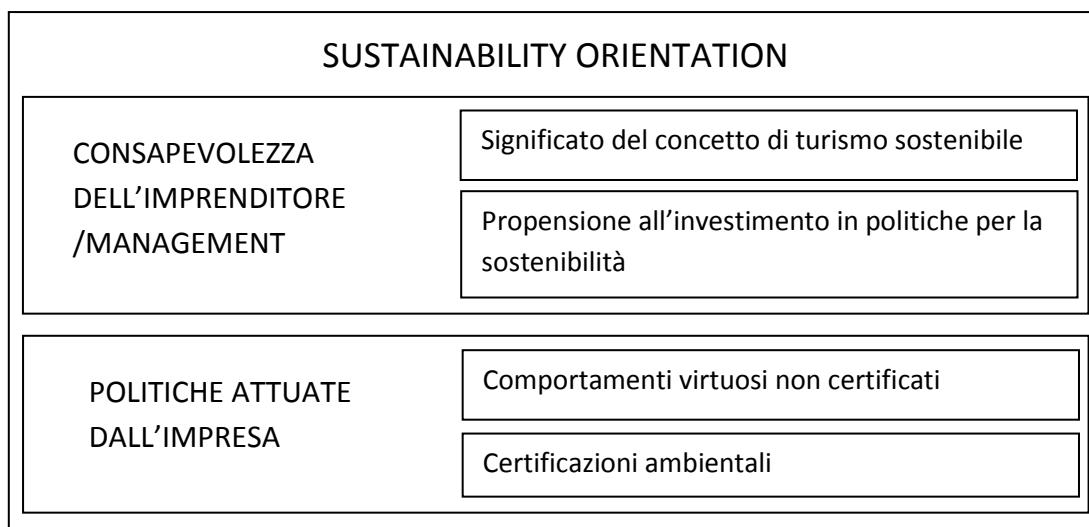 SUSTAINABILITY ORIENTATION
CONSAPEVOLEZZA
DELL’IMPRENDITORE
/MANAGEMENT
Significato del concetto di turismo sostenibile
Propensione all’investimento in politiche per la
sostenibilità
POLITICHE ATTUATE
DALL’IMPRESA
Comportamenti virtuosi non certificati
Certificazioni ambientali